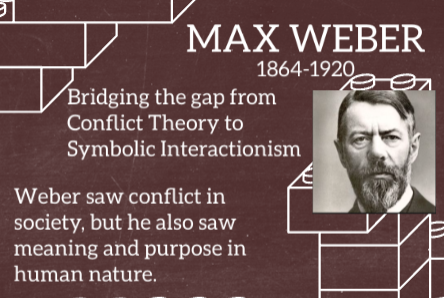 MAX WEBER
1864-1920
Bridging the gap from
Conflict Theory to
Symbolic Interactionism
Weber saw conflict in
society, but he also saw
meaning and purpose in
human nature.